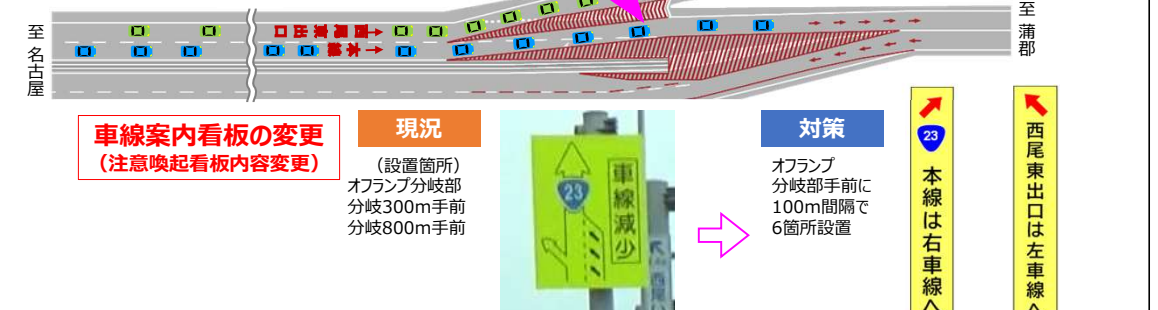 至名古屋
至蒲郡
車線案内看板の変更
（注意喚起看板内容変更）
現況
（設置箇所）
オフランプ分岐部
分岐300m手前
分岐800m手前
車線減少
23
対策
オフランプ
分岐部手前に
100m間隔で
6箇所設置
23
本線は右車線へ
西尾東出口は左車線へ